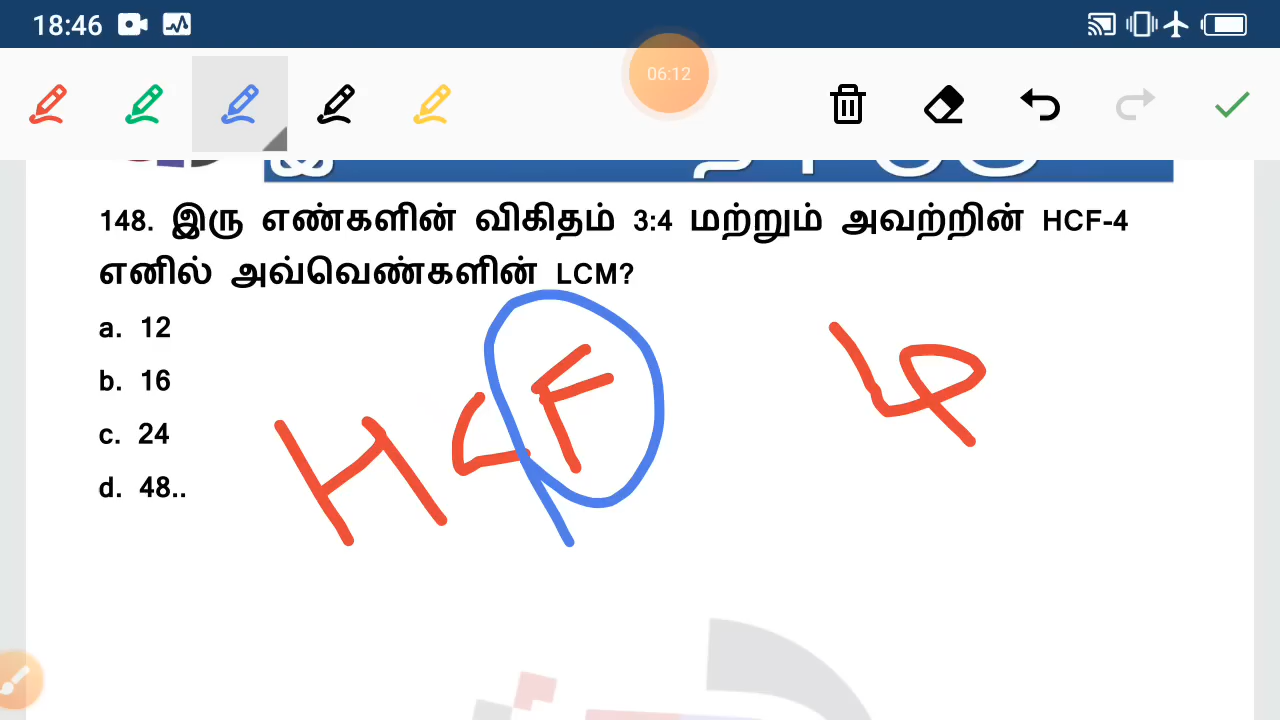 18:46
06:12
148. இரு எண்களின் விகிதம் 3:4 மற்றும் அவற்றின் HCF-4
எனில் அவ்வெண்களின் LCM?
a. 12
b. 16
c. 24
d. 48..
HCF 4